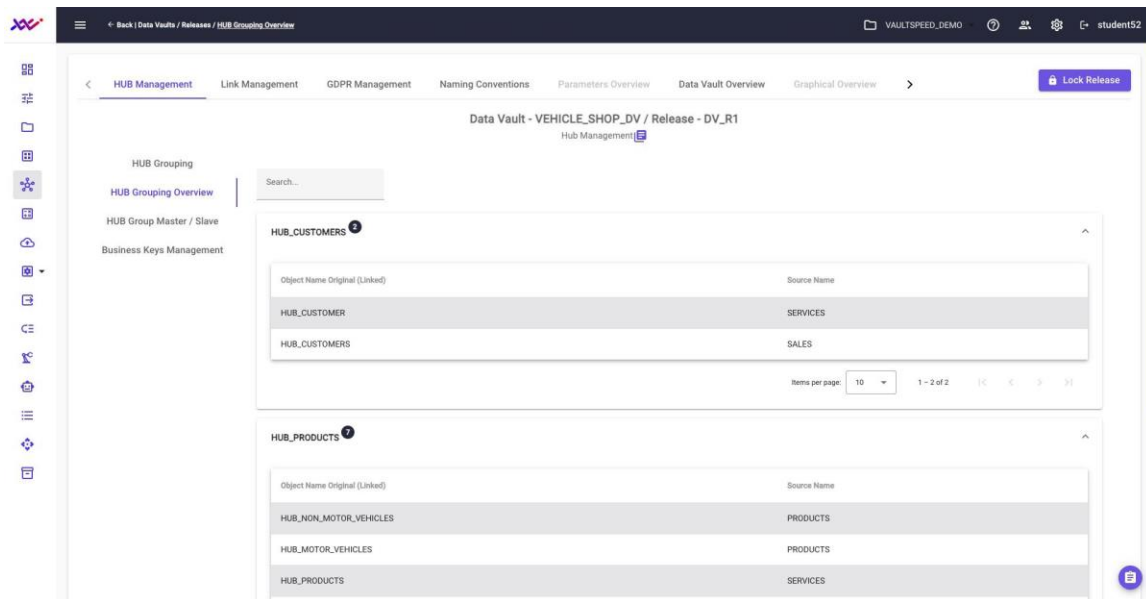 ← Back | Data Vaults / Releases / HUB Grouping Overview
VAULTSPEED_DEMO
student52
HUB Management
Link Management
GDPR Management
Naming Conventions
Parameters Overview
Data Vault Overview
Graphical Overview
Lock Release
Data Vault - VEHICLE_SHOP_DV / Release - DV_R1
Hub Management
HUB Grouping
HUB Grouping Overview
HUB Group Master / Slave
Business Keys Management
Search...
HUB_CUSTOMERS 2
Object Name Original (Linked) Source Name
HUB_CUSTOMER SERVICES
HUB_CUSTOMERS SALES
Items per page: 10 1 – 2 of 2
HUB_PRODUCTS 7
Object Name Original (Linked) Source Name
HUB_NON_MOTOR_VEHICLES PRODUCTS
HUB_MOTOR_VEHICLES PRODUCTS
HUB_PRODUCTS SERVICES